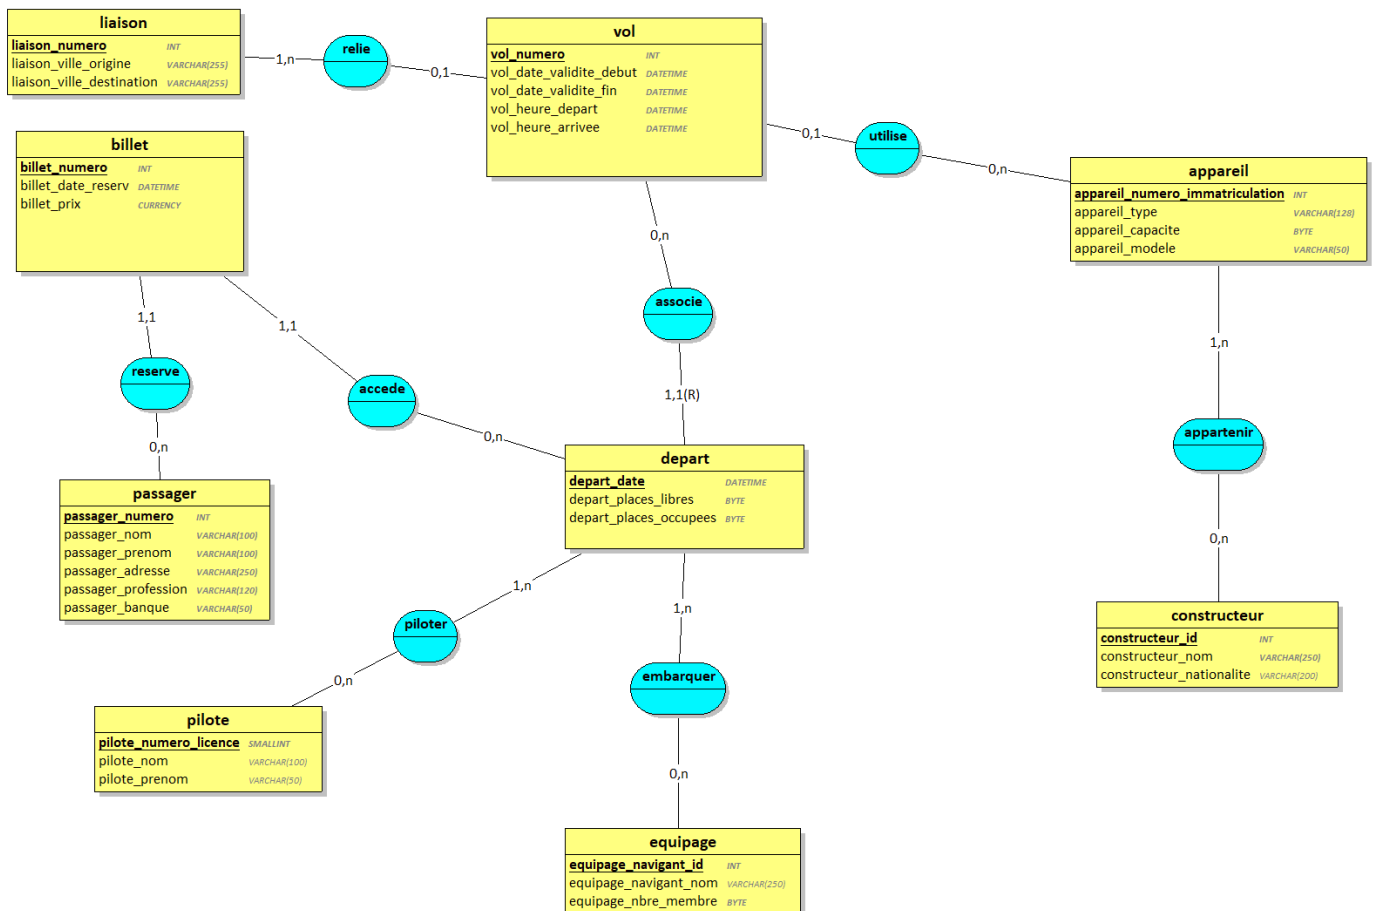 liaison
liaison_numero INT
liaison_ville_origine VARCHAR(255)
liaison_ville_destination VARCHAR(255)
1,n
relie
0,1
vol
vol_numero INT
vol_date_validite_debut DATETIME
vol_date_validite_fin DATETIME
vol_heure_depart DATETIME
vol_heure_arrivee DATETIME
0,1
utilise
0,n
appareil
appareil_numero_immatriculation INT
appareil_type VARCHAR(128)
appareil_capacite BYTE
appareil_modele VARCHAR(50)
billet
billet_numero INT
billet_date_reserv DATETIME
billet_prix CURRENCY
0,n
associe
1,1(R)
1,1
reserve
0,n
1,1
accede
0,n
1,n
appartenir
0,n
passager
passager_numero INT
passager_nom VARCHAR(100)
passager_prenom VARCHAR(100)
passager_adresse VARCHAR(250)
passager_profession VARCHAR(120)
passager_banque VARCHAR(50)
depart
depart_date DATETIME
depart_places_libres BYTE
depart_places_occupees BYTE
1,n
piloter
0,n
1,n
embarquer
0,n
constructeur
constructeur_id INT
constructeur_nom VARCHAR(250)
constructeur_nationalite VARCHAR(200)
pilote
pilote_numero_licence SMALLINT
pilote_nom VARCHAR(100)
pilote_prenom VARCHAR(50)
equipage
equipage_navigant_id INT
equipage_navigant_nom VARCHAR(250)
equipage_nbre_membre BYTE